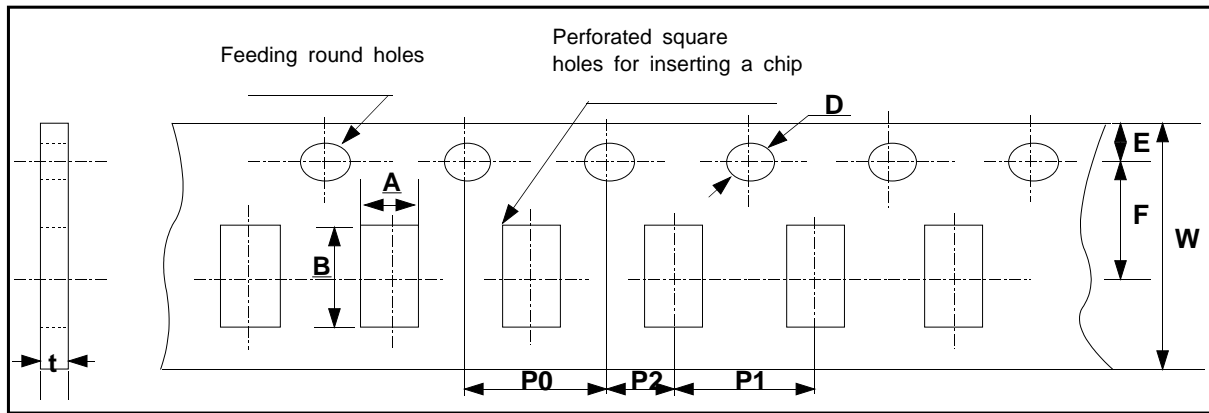 Feeding round holes
Perforated square
holes for inserting a chip
D
E
A
F
W
B
t
P0
P2
P1